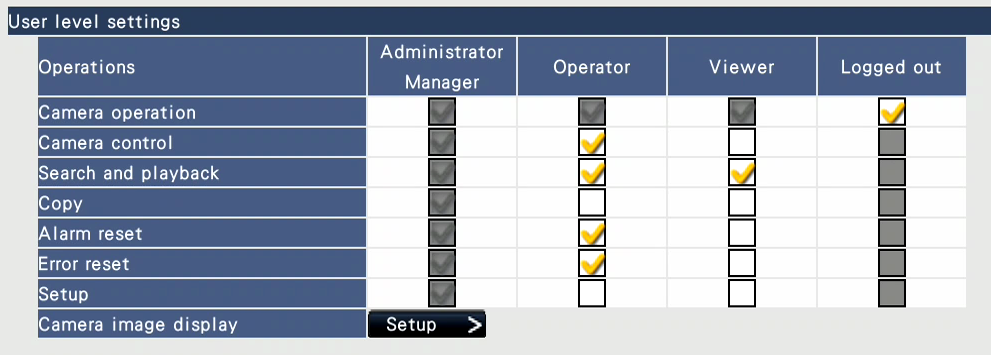 User level settings
Operations
Administrator
Manager
Operator
Viewer
Logged out
Camera operation
Camera control
Search and playback
Copy
Alarm reset
Error reset
Setup
Camera image display
Setup >